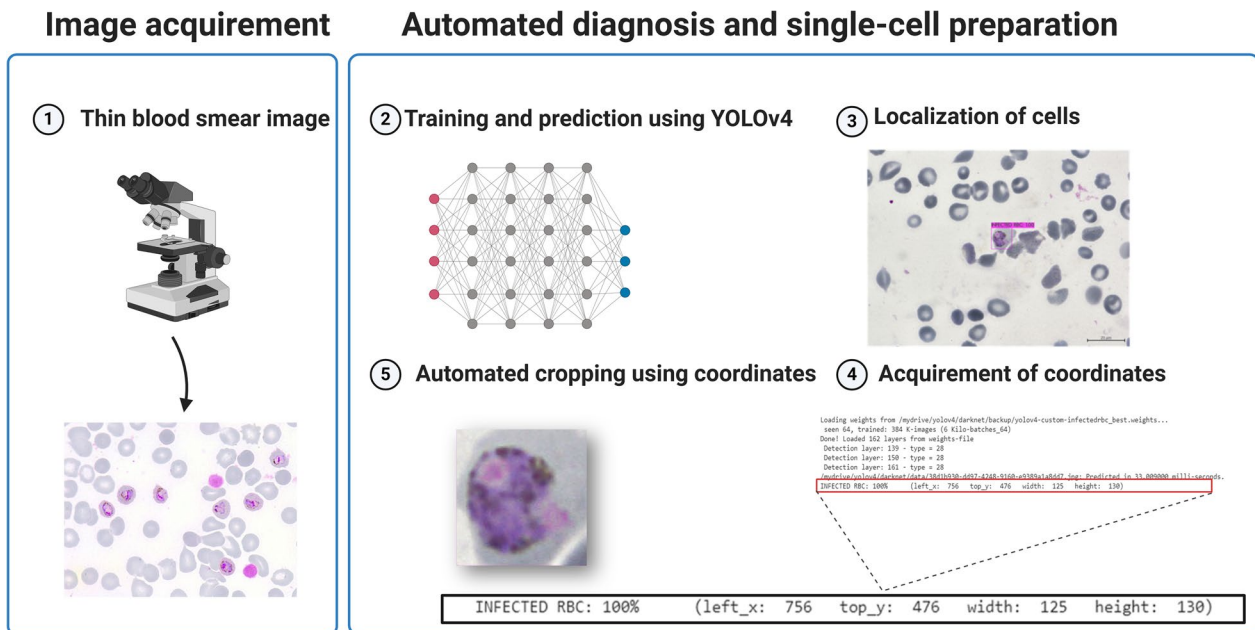 Image acquirement
Automated diagnosis and single-cell preparation
1 Thin blood smear image
2 Training and prediction using YOLOv4
3 Localization of cells
5 Automated cropping using coordinates
4 Acquirement of coordinates
Loading weights from /mydrive/yolov4/darknet/backup/yolov4-custom-infectedrbc_best.weights...
seen 64, trained: 384 K-images (6 Kilo-batches_64)
Done! Loaded 162 layers from weights-file
Detection layer: 139 - type = 28
Detection layer: 150 - type = 28
Detection layer: 161 - type = 28
Predicted in 33.009000 milli-seconds.
INFECTED RBC: 100% (left_x: 756 top_y: 476 width: 125 height: 130)
INFECTED RBC: 100% (left_x: 756 top_y: 476 width: 125 height: 130)